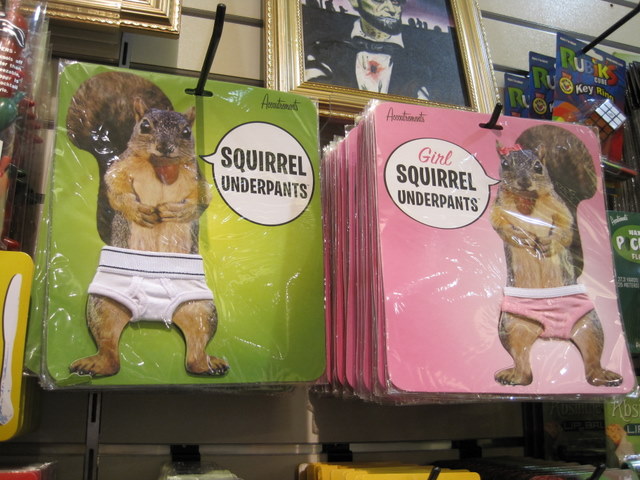 Accoutrements
SQUIRREL
UNDERPANTS
Accoutrements
Girl
SQUIRREL
UNDERPANTS
RUBIK'S
Key Ring